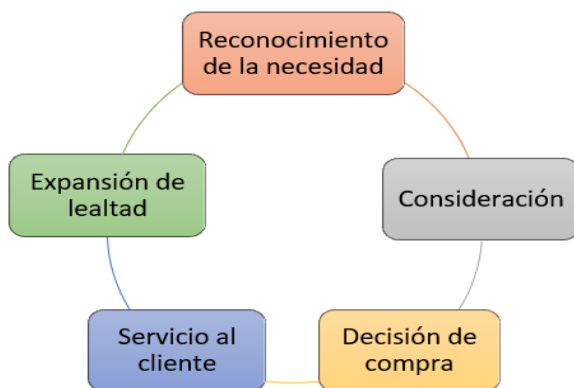 Reconocimiento
de la necesidad
Consideración
Decisión de
compra
Servicio al
cliente
Expansión de
lealtad